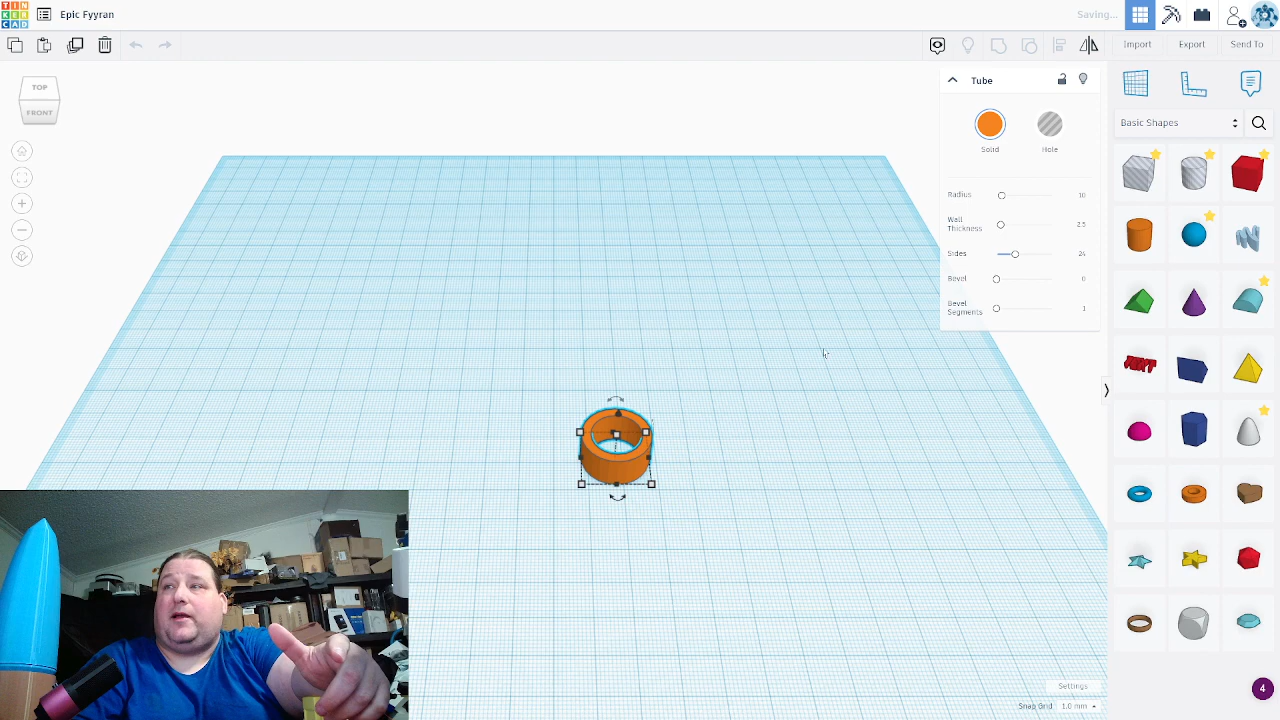 TIN
KER
CAD
Epic Fyyran
Saving...
Import
Export
Send To
TOP
FRONT
Tube
Solid
Hole
Radius 10
Wall
Thickness 2.5
Sides 24
Bevel 0
Bevel
Segments 1
Basic Shapes
TEXT
Settings
Snap Grid 1.0 mm
4